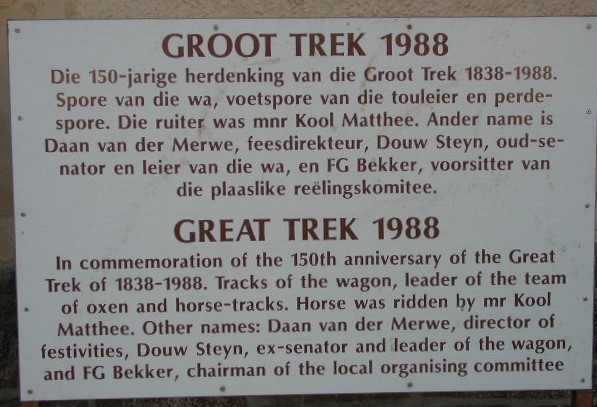 GROOT TREK 1988
Die 150-jarige herdenking van die Groot Trek 1838-1988.
Spore van die wa, voetspore van die touleier en perde-
spore. Die ruiter was mnr Kool Matthee. Ander name is
Daan van der Merwe, feesdirekteur, Douw Steyn, oud-se-
nator en leier van die wa, en FG Bekker, voorsitter van
die plaaslike reëlingskomitee.
GREAT TREK 1988
In commemoration of the 150th anniversary of the Great
Trek of 1838-1988. Tracks of the wagon, leader of the team
of oxen and horse-tracks. Horse was ridden by mr Kool
Matthee. Other names: Daan van der Merwe, director of
festivities, Douw Steyn, ex-senator and leader of the wagon,
and FG Bekker, chairman of the local organising committee